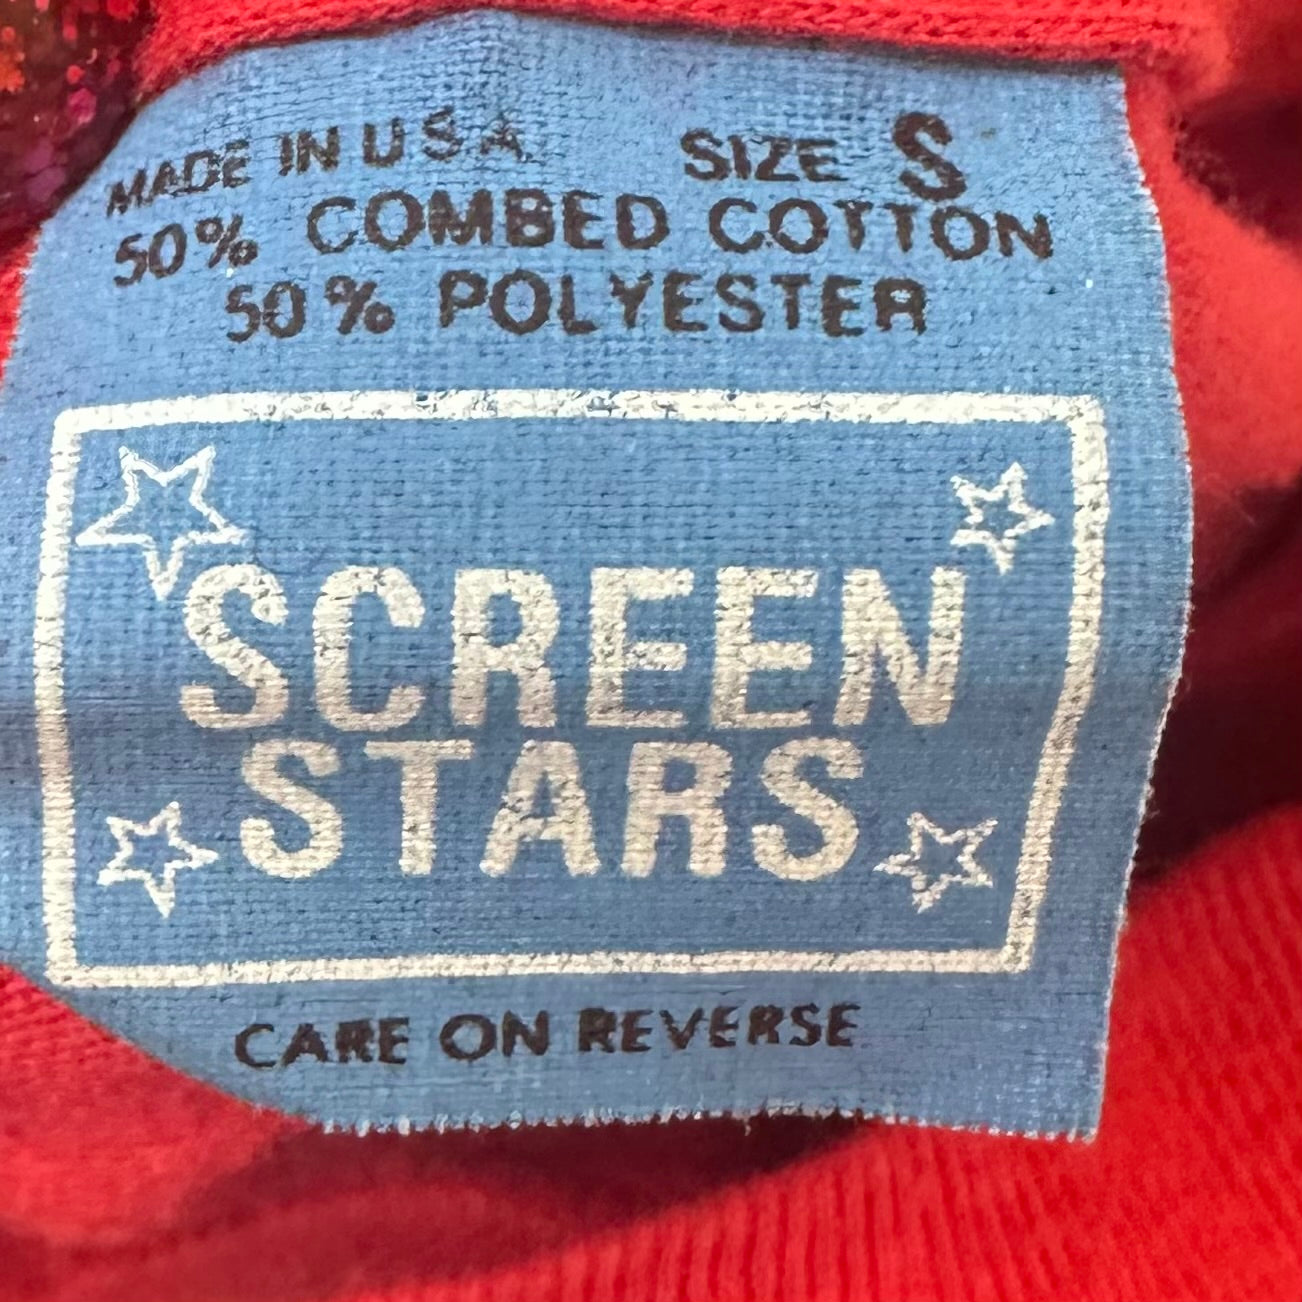 MADE IN U S A SIZE S
50% COMBED COTTON
50% POLYESTER
SCREEN
STARS
CARE ON REVERSE